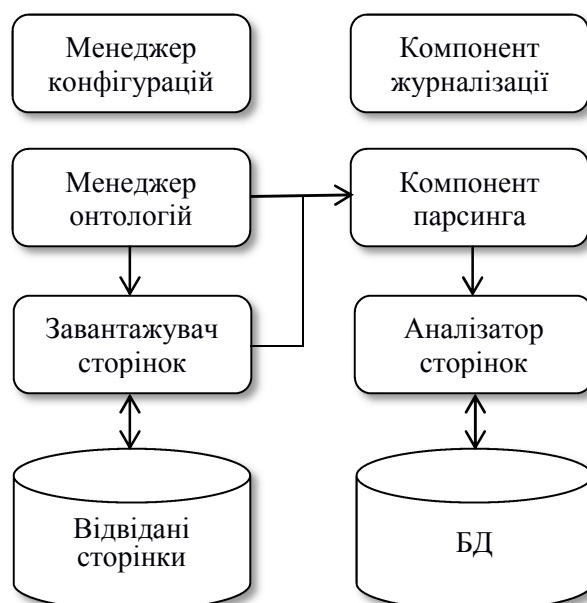 Менеджер
конфігурацій
Компонент
журналізації
Менеджер
онтологій
Компонент
парсинга
Завантажувач
сторінок
Аналізатор
сторінок
Відвідані
сторінки
БД